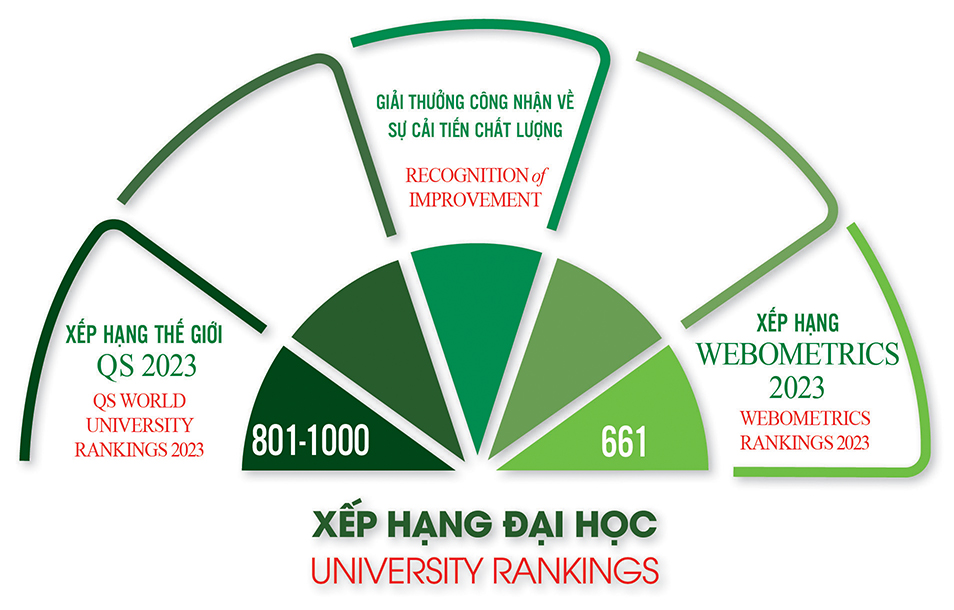 GIẢI THƯỞNG CÔNG NHẬN VỀ
SỰ CẢI TIẾN CHẤT LƯỢNG
RECOGNITION of
IMPROVEMENT
XẾP HẠNG THẾ GIỚI
QS 2023
QS WORLD
UNIVERSITY
RANKINGS 2023
801-1000
XẾP HẠNG
WEBOMETRICS
2023
WEBOMETRICS
RANKINGS 2023
661
XẾP HẠNG ĐẠI HỌC
UNIVERSITY RANKINGS